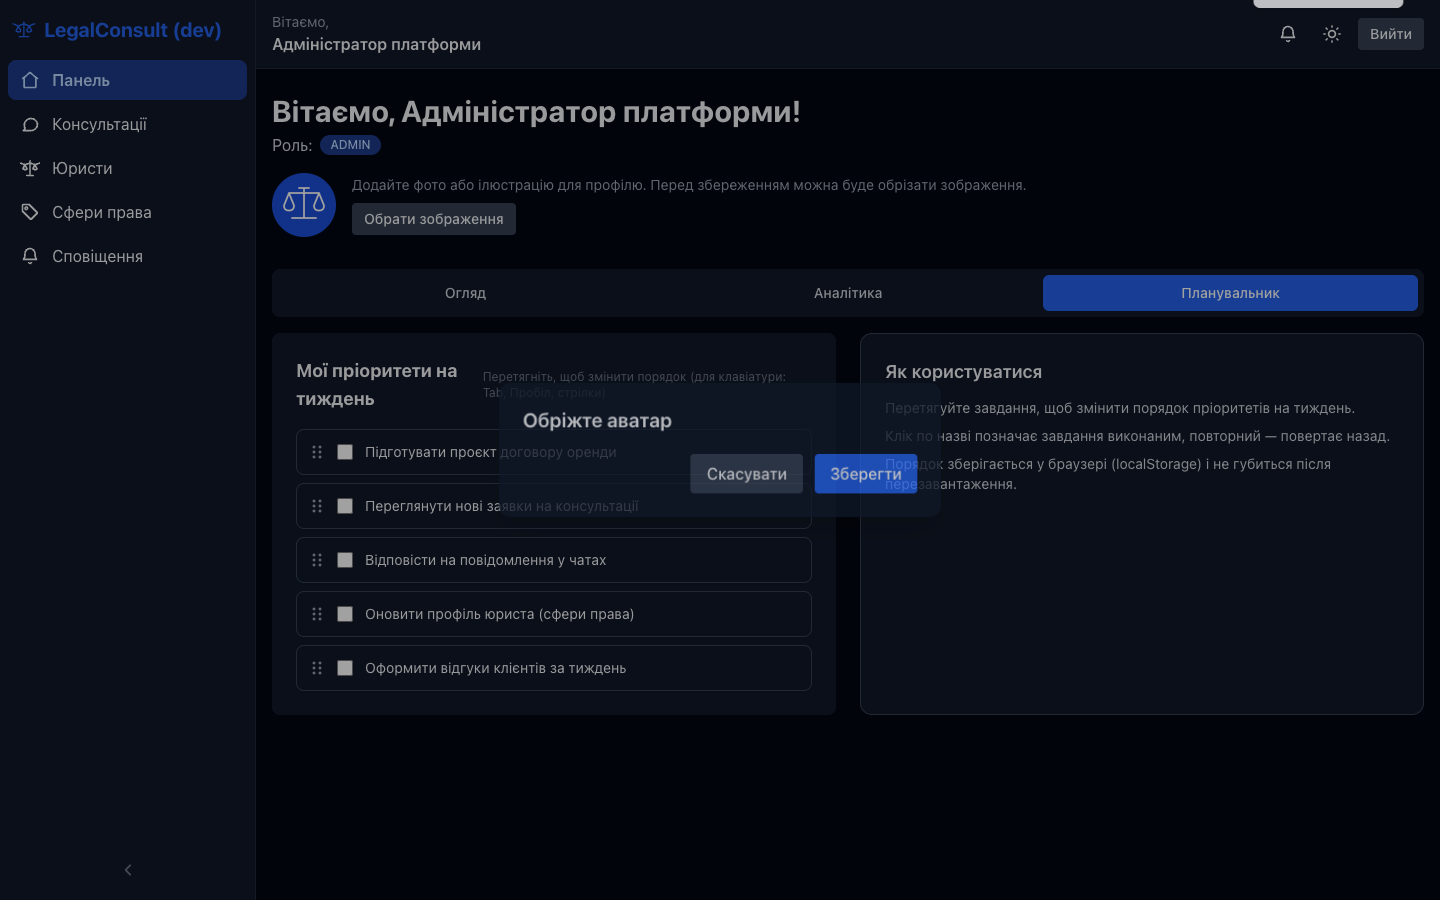 LegalConsult (dev)
Панель
Консультації
Юристи
Сфери права
Сповіщення
Вітаємо,
Адміністратор платформи
Вийти
Вітаємо, Адміністратор платформи!
Роль: ADMIN
Додайте фото або ілюстрацію для профілю. Перед збереженням можна буде обрізати зображення.
Обрати зображення
Огляд
Аналітика
Планувальник
Мої пріоритети на
тиждень
Перетягніть, щоб змінити порядок (для клавіатури:
Tab, Пробіл, стрілки)
Підготувати проєкт договору оренди
Переглянути нові заявки на консультації
Відповісти на повідомлення у чатах
Оновити профіль юриста (сфери права)
Оформити відгуки клієнтів за тиждень
Як користуватися
Перетягуйте завдання, щоб змінити порядок пріоритетів на тиждень.
Клік по назві позначає завдання виконаним, повторний — повертає назад.
Порядок зберігається у браузері (localStorage) і не губиться після
перезавантаження.
Обріжте аватар
Скасувати
Зберегти